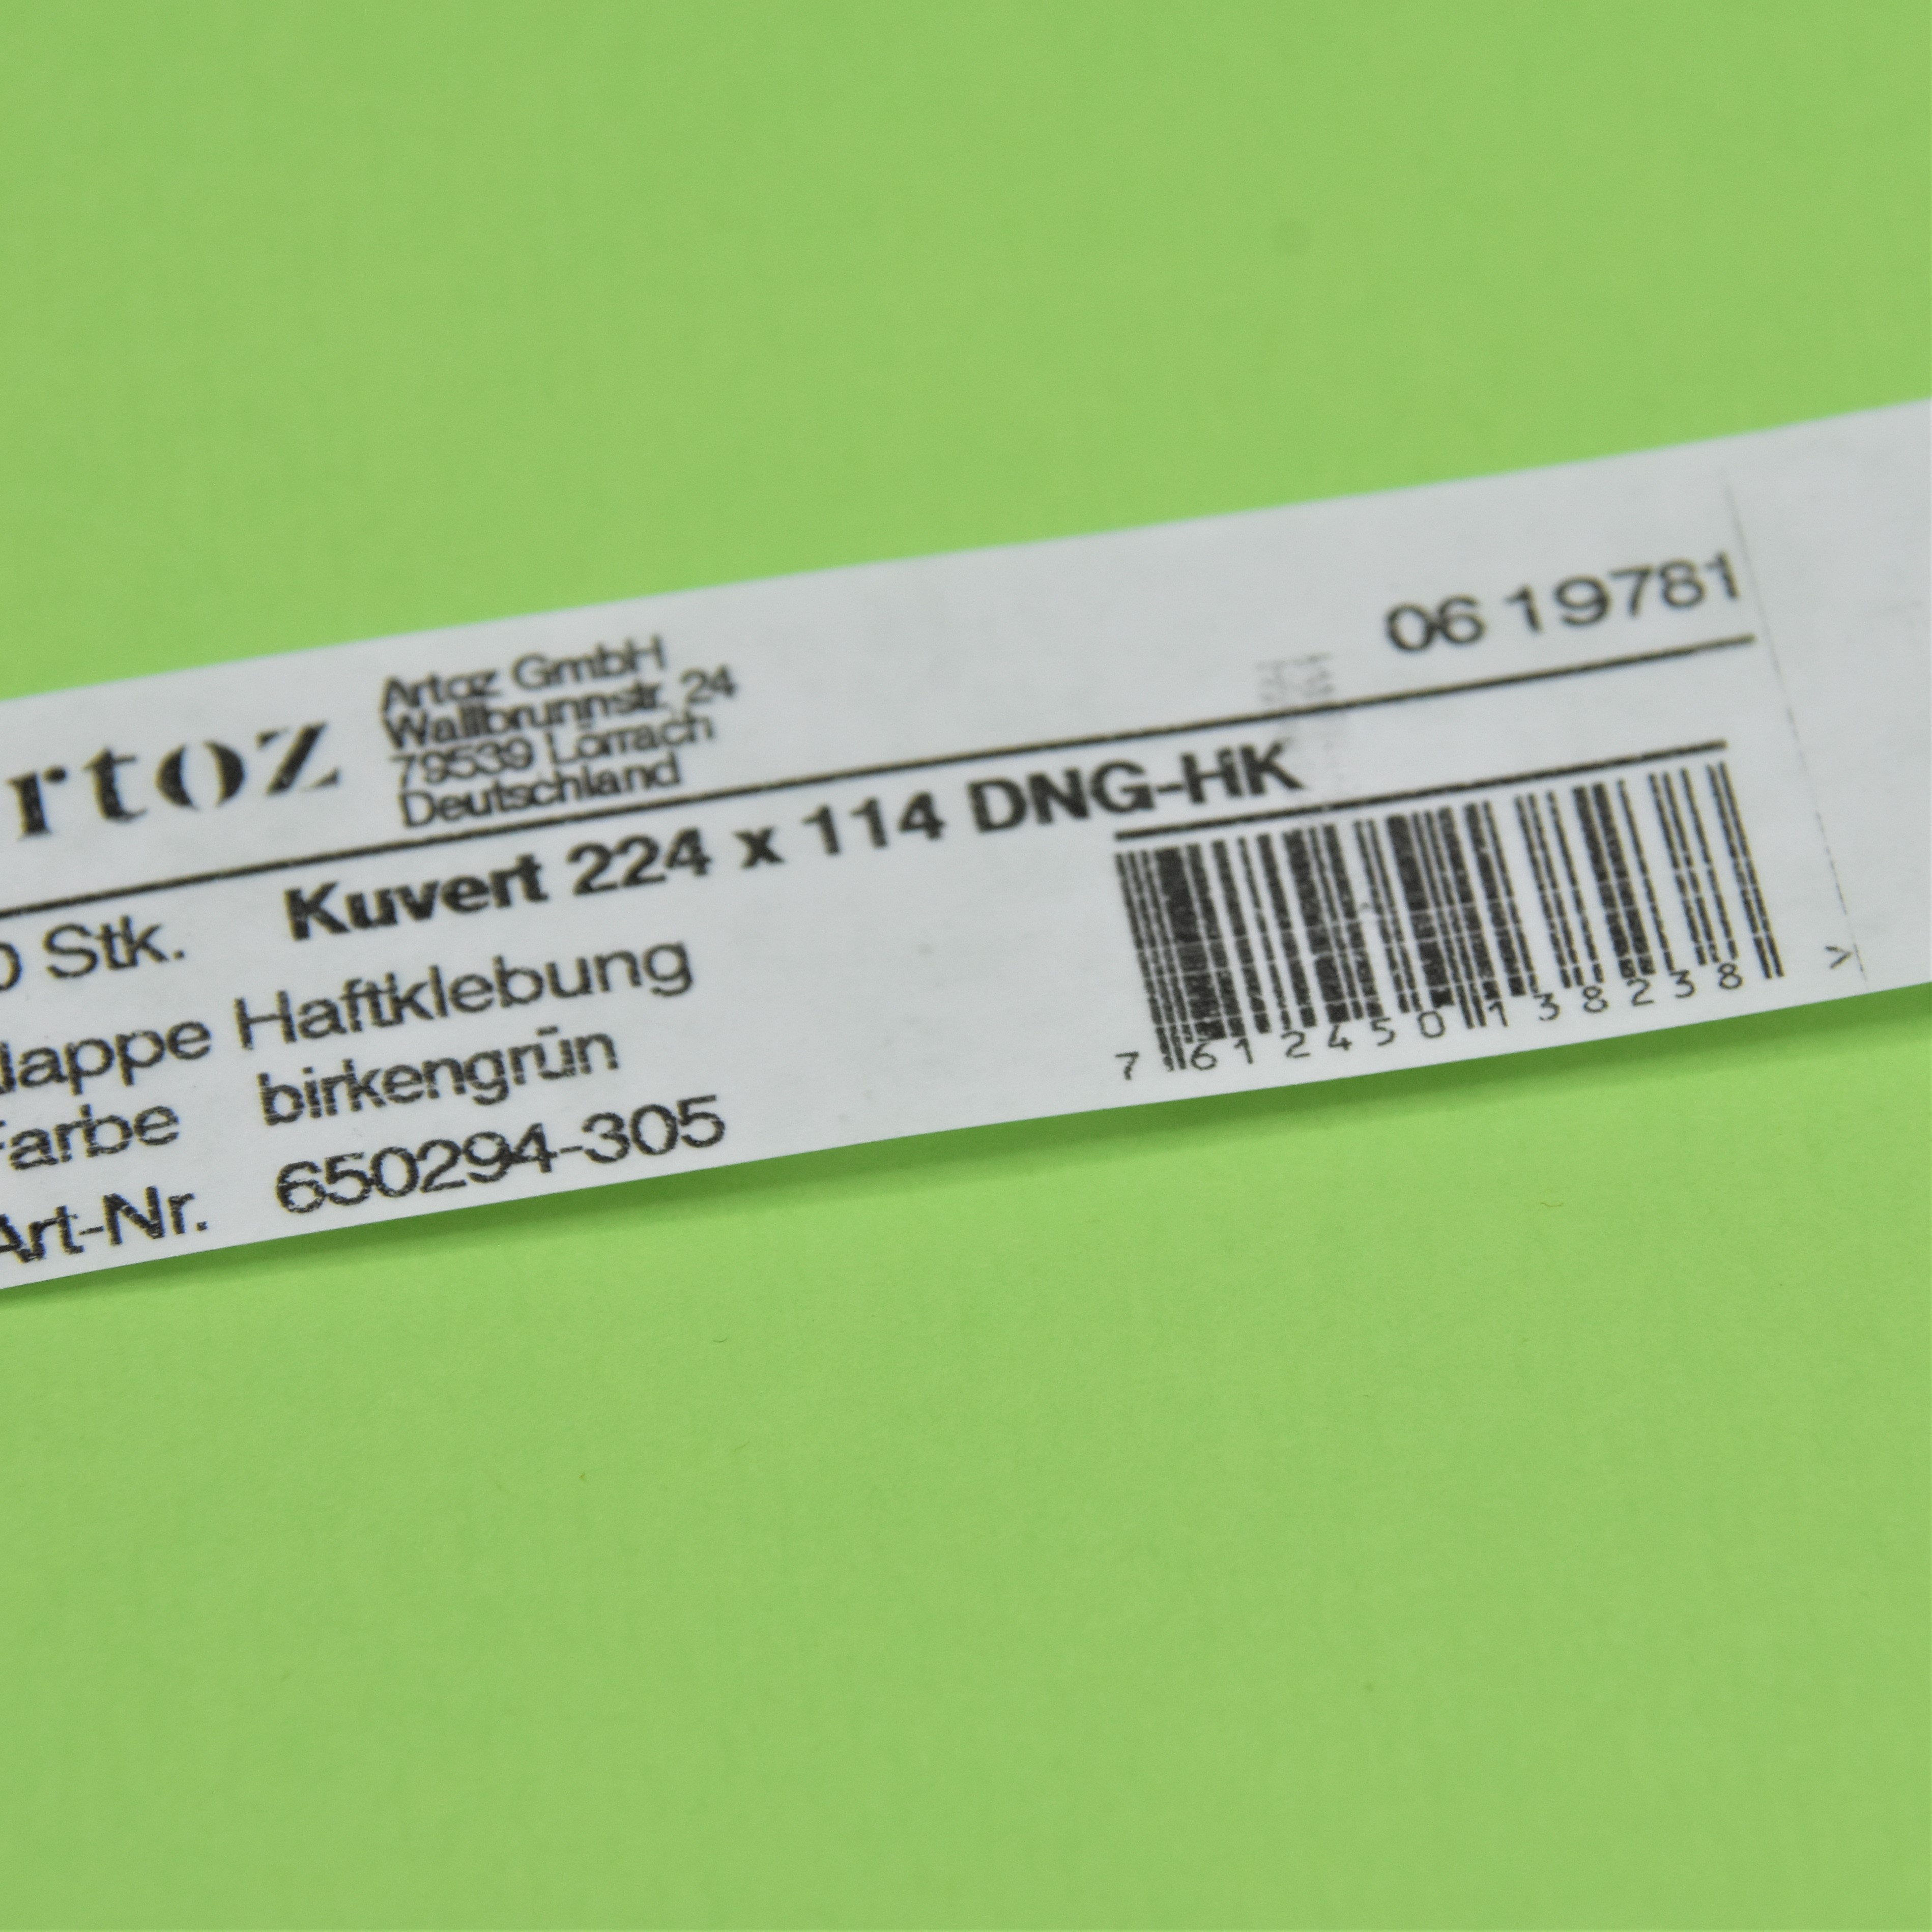 rtoz
Artoz GmbH
Wallbrunnstr. 24
79539 Lörrach
Deutschland
06 19781
0 Stk. Kuvert 224 x 114 DNG-HK
lappe Haftklebung
Farbe birkengrün
Art-Nr. 650294-305
7 612450 138238 >